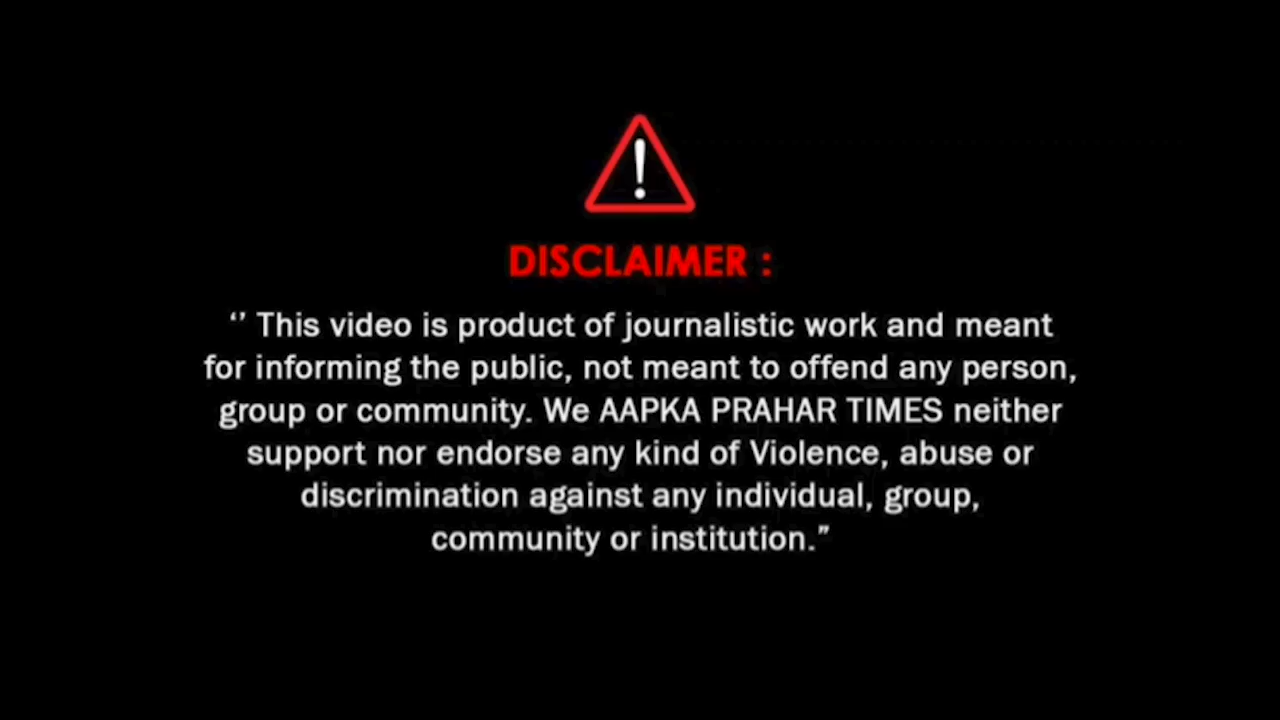 !
DISCLAIMER :
‘’ This video is product of journalistic work and meant
for informing the public, not meant to offend any person,
group or community. We AAPKA PRAHAR TIMES neither
support nor endorse any kind of Violence, abuse or
discrimination against any individual, group,
community or institution.”